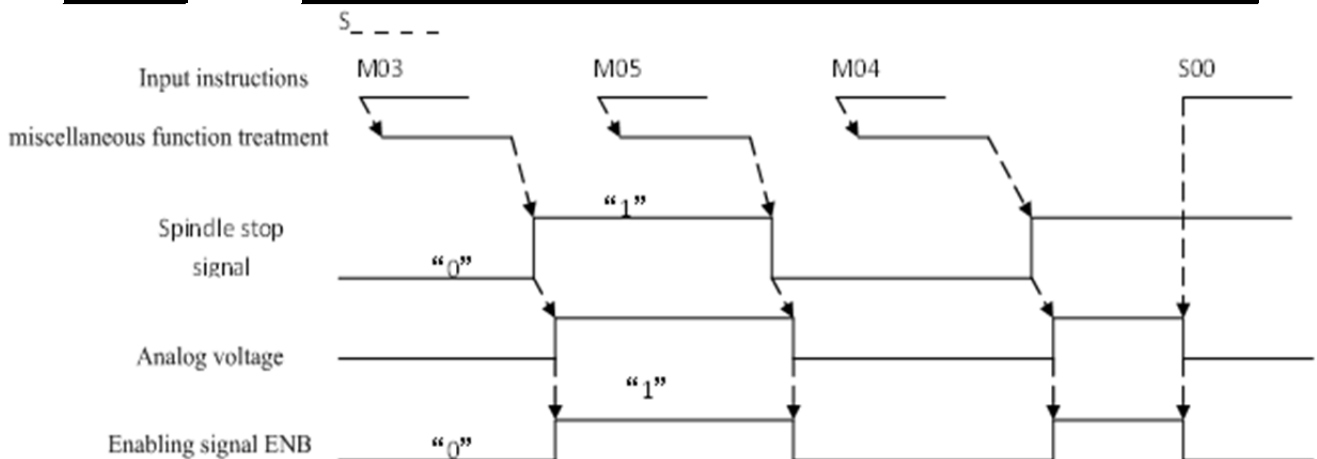 S_ _ _ _
M03 M05 M04 S00
Input instructions
miscellaneous function treatment
“1”
Spindle stop
signal
“0”
Analog voltage
“1”
Enabling signal ENB “0”